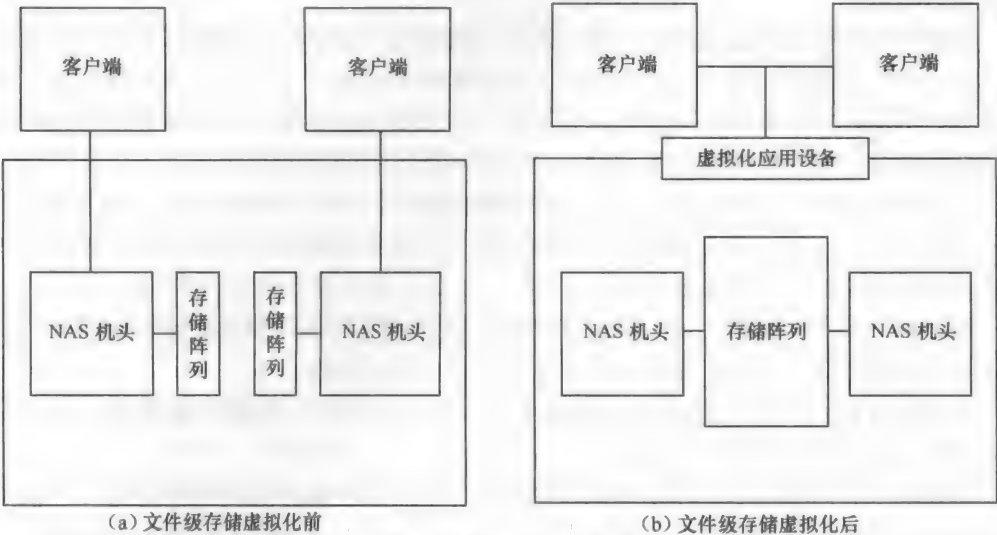 客户端
客户端
NAS 机头
存储阵列
存储阵列
NAS 机头
(a) 文件级存储虚拟化前
客户端
客户端
虚拟化应用设备
NAS 机头
存储阵列
NAS 机头
(b) 文件级存储虚拟化后